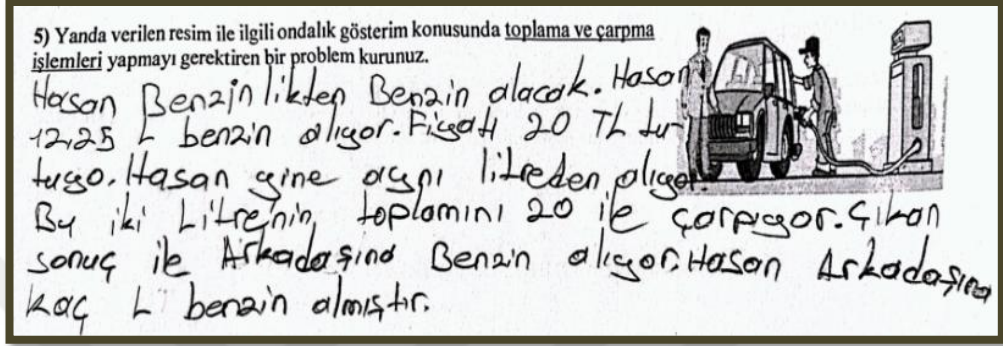 5) Yanda verilen resim ile ilgili ondalık gösterim konusunda toplama ve çarpma
işlemleri yapmayı gerektiren bir problem kurunuz.
Hasan Benzinlikten Benzin alacak. Hasan
12,25 L benzin alıyor. Fiyatı 20 TL tu-
tuyo. Hasan yine aynı litreden alıyor.
Bu iki Litrenin toplamını 20 ile çarpıyor. Çıkan
sonuç ile Arkadaşına Benzin alıyor. Hasan Arkadaşına
kaç L benzin almıştır.